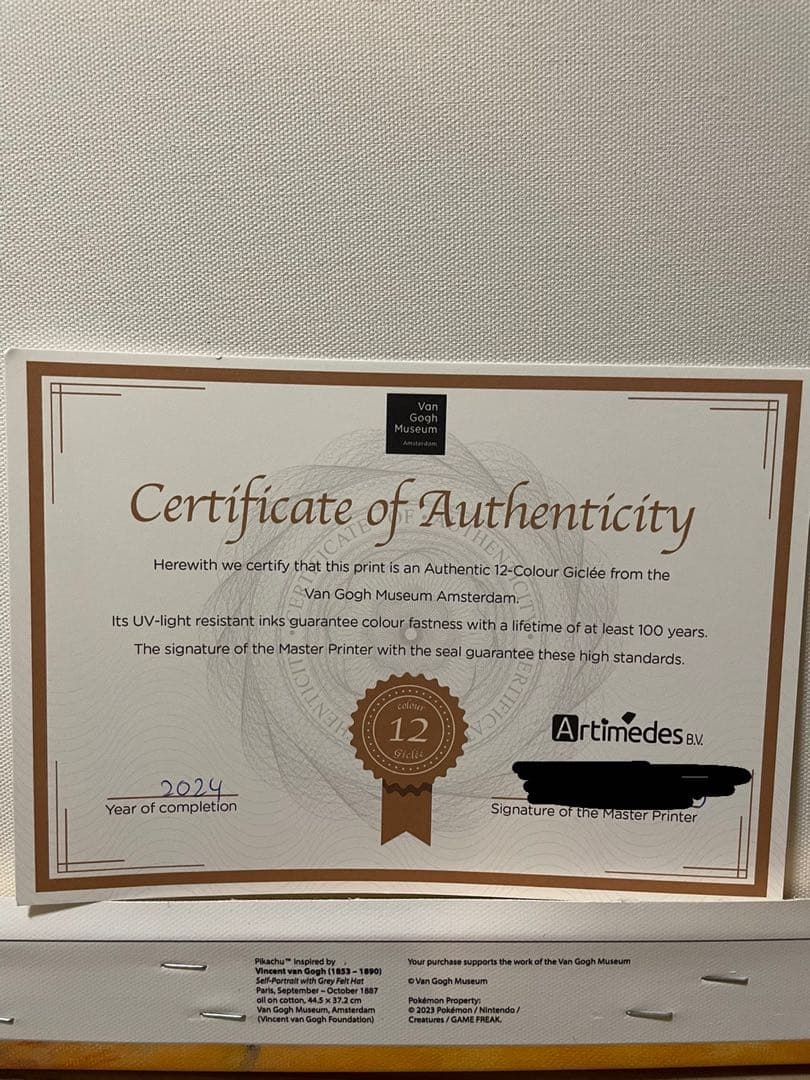 Van
Gogh
Museum
Amsterdam
Certificate of Authenticity
Herewith we certify that this print is an Authentic 12-Colour Giclée from the
Van Gogh Museum Amsterdam.
Its UV-light resistant inks guarantee colour fastness with a lifetime of at least 100 years.
The signature of the Master Printer with the seal guarantee these high standards.
CERTIFICATE OF AUTHENTICITY
colour
12
Giclée
Artimedes B.V.
2024
Year of completion
Signature of the Master Printer
Pikachu™ inspired by
Vincent van Gogh (1853 – 1890)
Self-Portrait with Grey Felt Hat
Paris, September – October 1887
oil on cotton, 44.5 × 37.2 cm
Van Gogh Museum, Amsterdam
(Vincent van Gogh Foundation)
Your purchase supports the work of the Van Gogh Museum
© Van Gogh Museum
Pokémon Property:
© 2023 Pokémon / Nintendo /
Creatures / GAME FREAK.